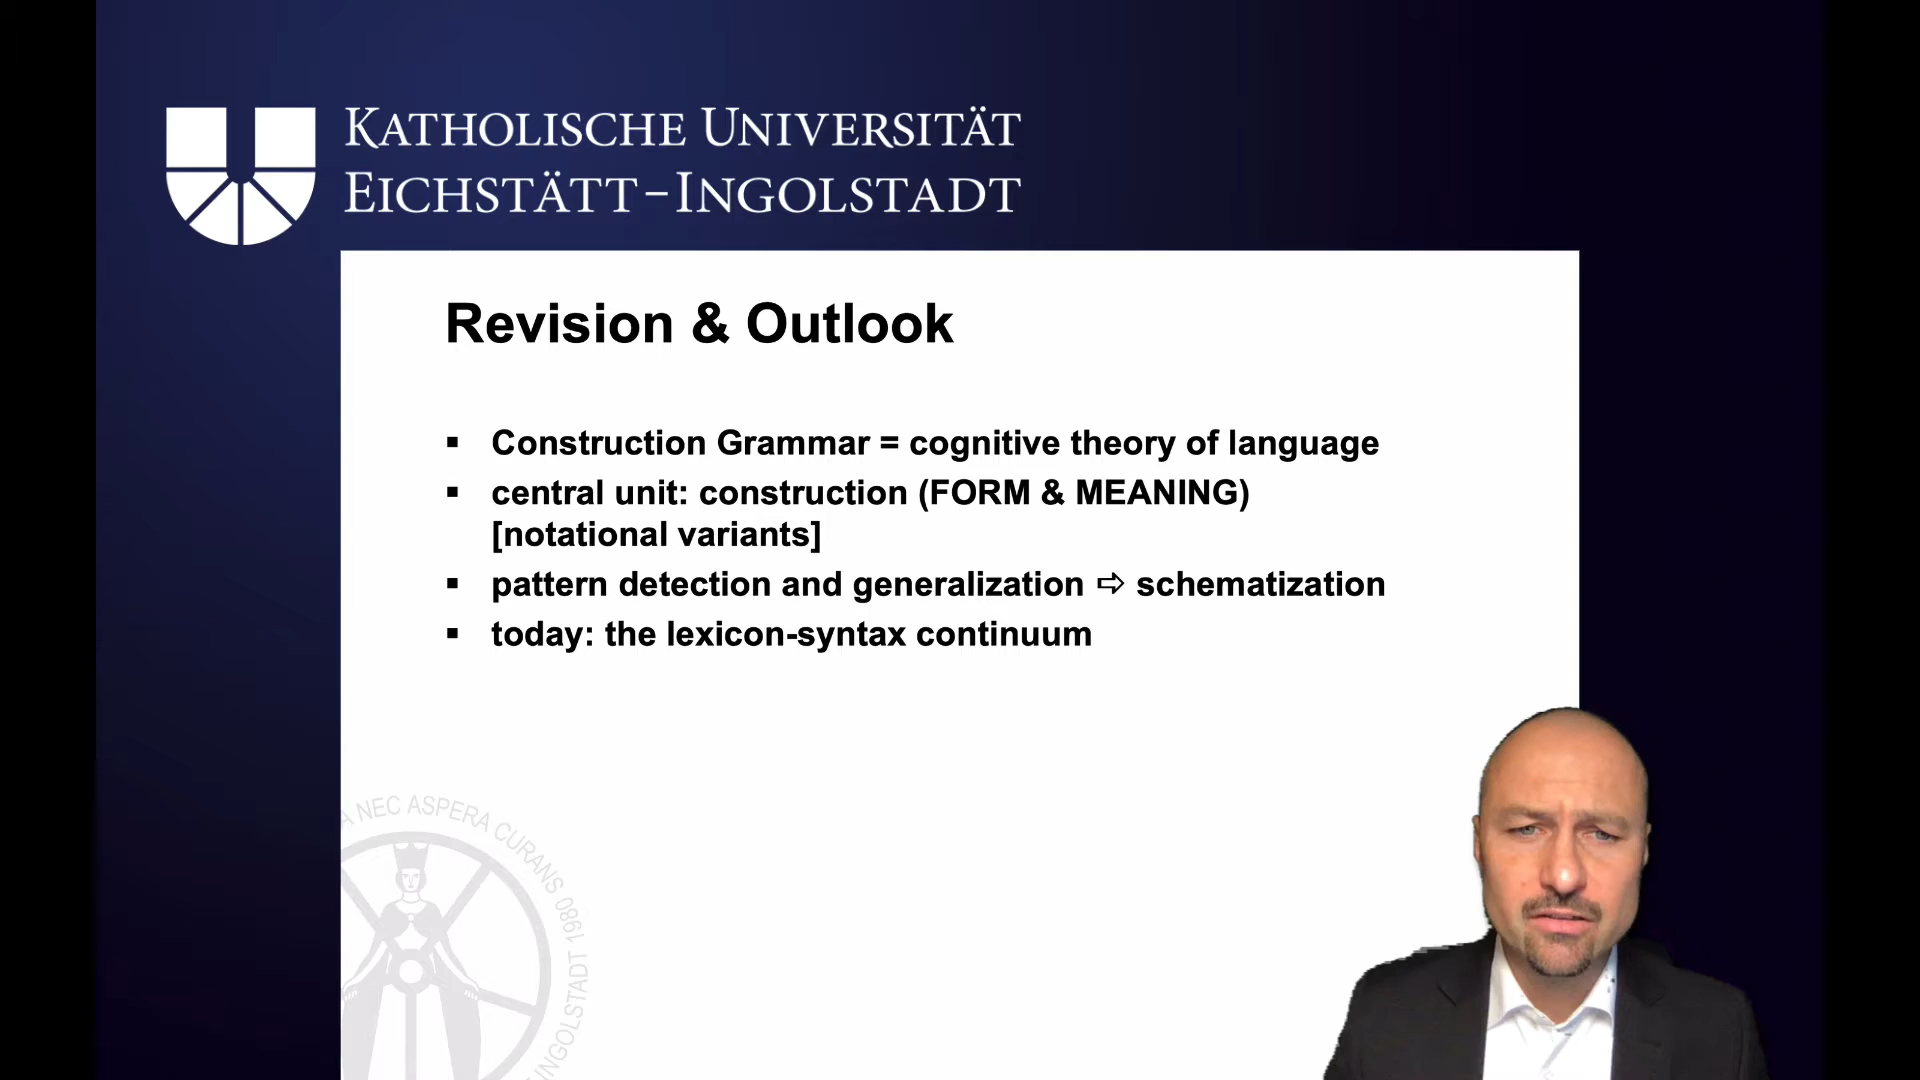 KATHOLISCHE UNIVERSITÄT
EICHSTÄTT-INGOLSTADT
Revision & Outlook
▪ Construction Grammar = cognitive theory of language
▪ central unit: construction (FORM & MEANING)
[notational variants]
▪ pattern detection and generalization ⇨ schematization
▪ today: the lexicon-syntax continuum
NEC ASPERA CURANS 1980
INGOLSTADT